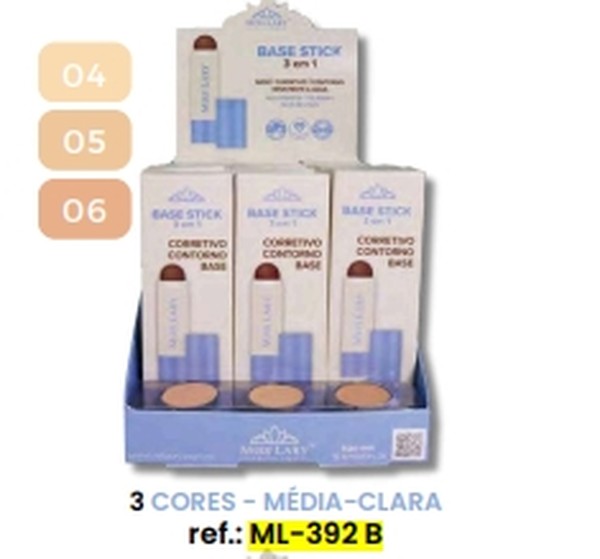 04
05
06
MISS LARY
BASE STICK
3 em 1
BASE STICK
3 em 1
CORRETIVO
CONTORNO
BASE
BASE STICK
3 em 1
CORRETIVO
CONTORNO
BASE
BASE STICK
3 em 1
CORRETIVO
CONTORNO
BASE
MISS LARY
3 CORES - MÉDIA-CLARA
ref.: ML-392 B